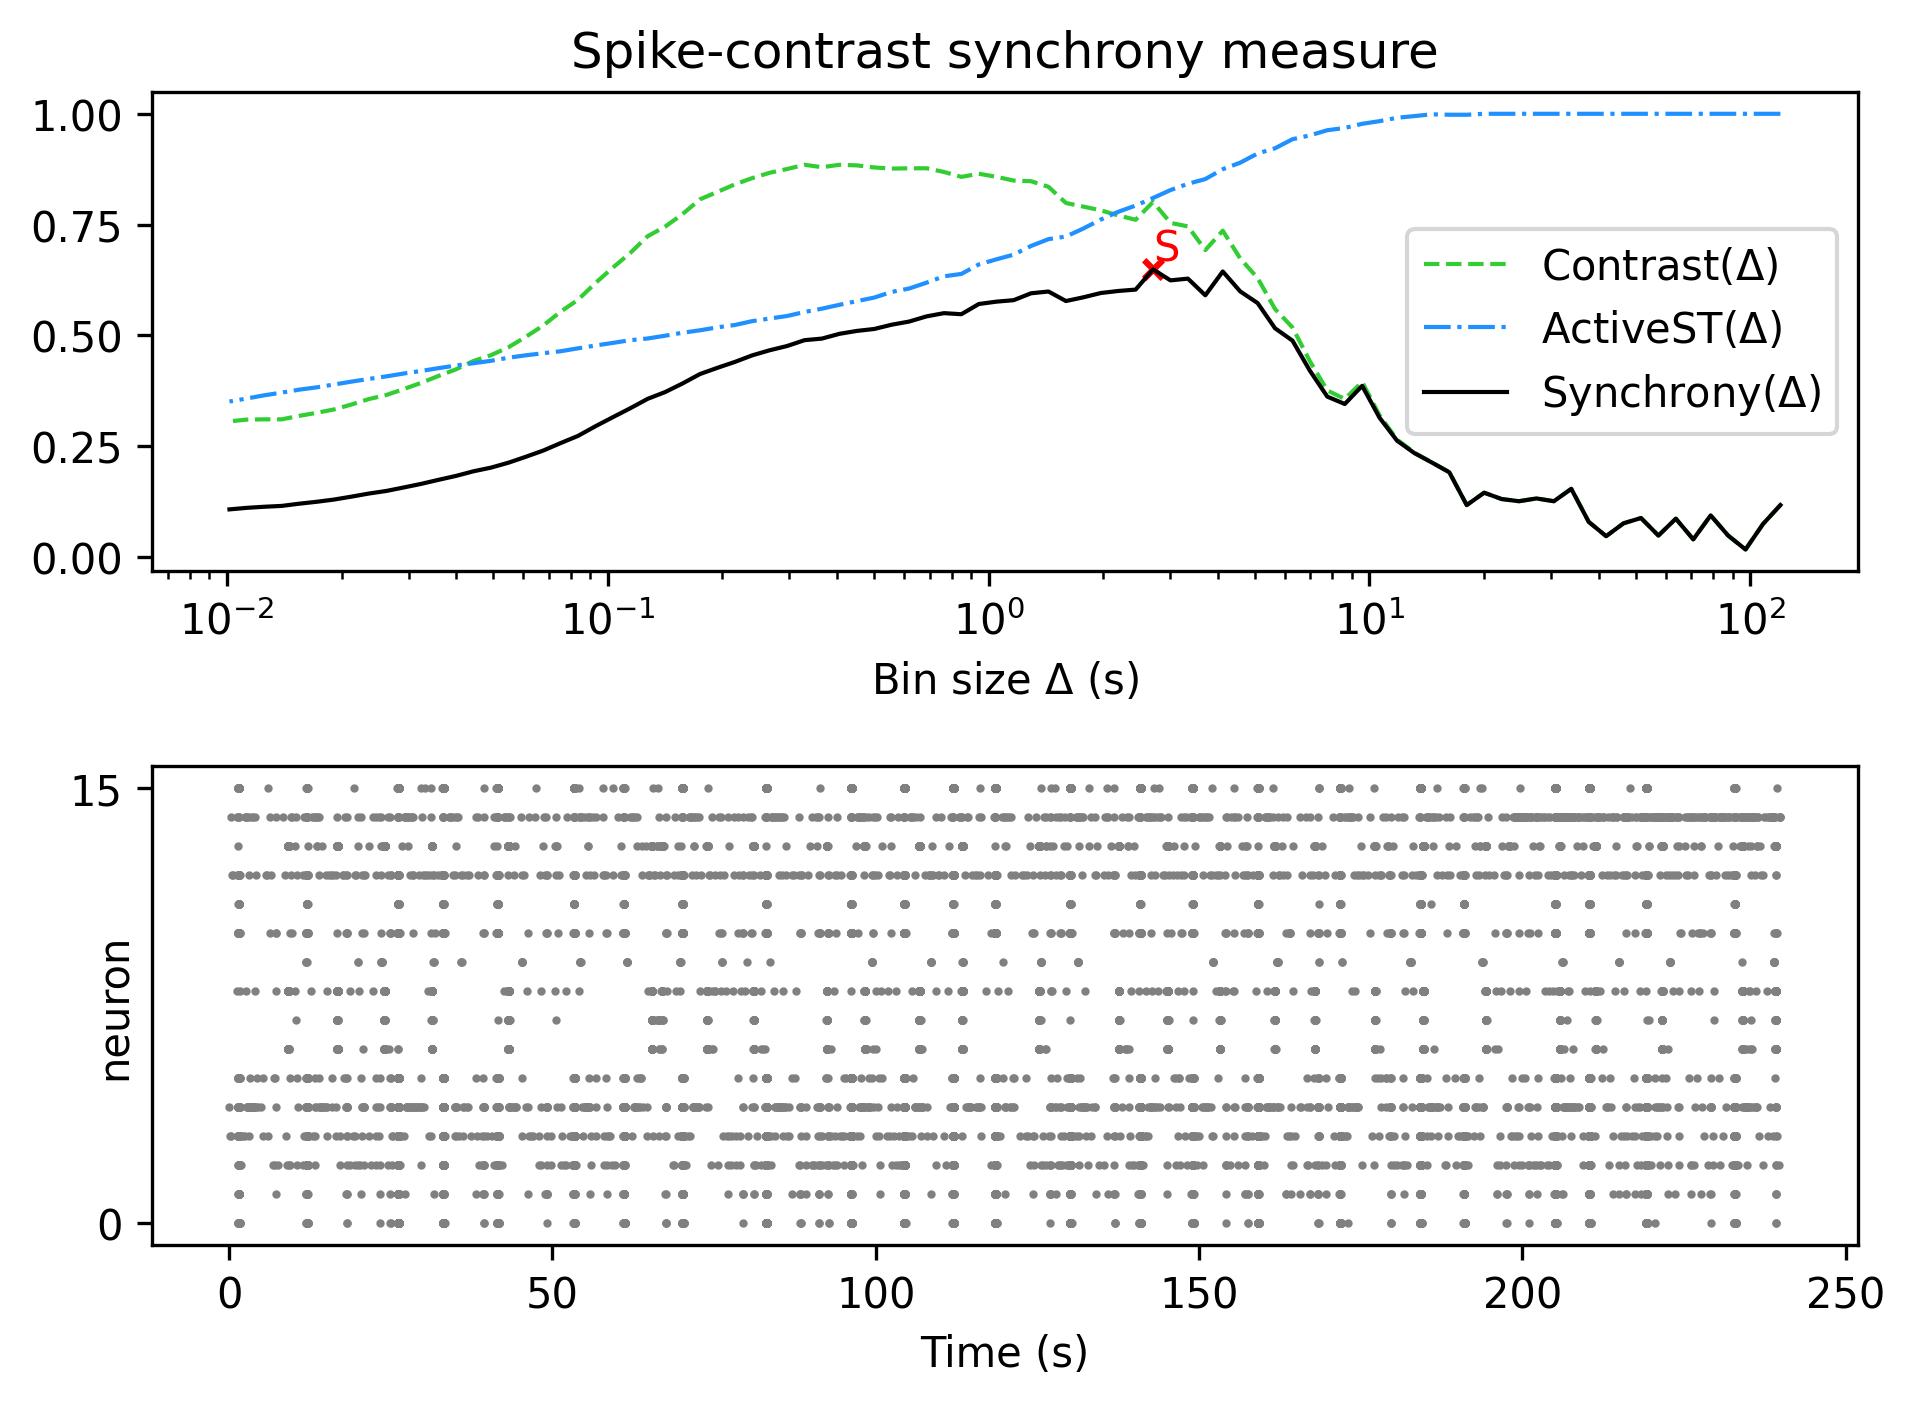 Spike-contrast synchrony measure
1.00
0.75
0.50
0.25
0.00
S
Contrast(Δ)
ActiveST(Δ)
Synchrony(Δ)
10⁻² 10⁻¹ 10⁰ 10¹ 10²
Bin size Δ (s)
15
neuron
0
0 50 100 150 200 250
Time (s)